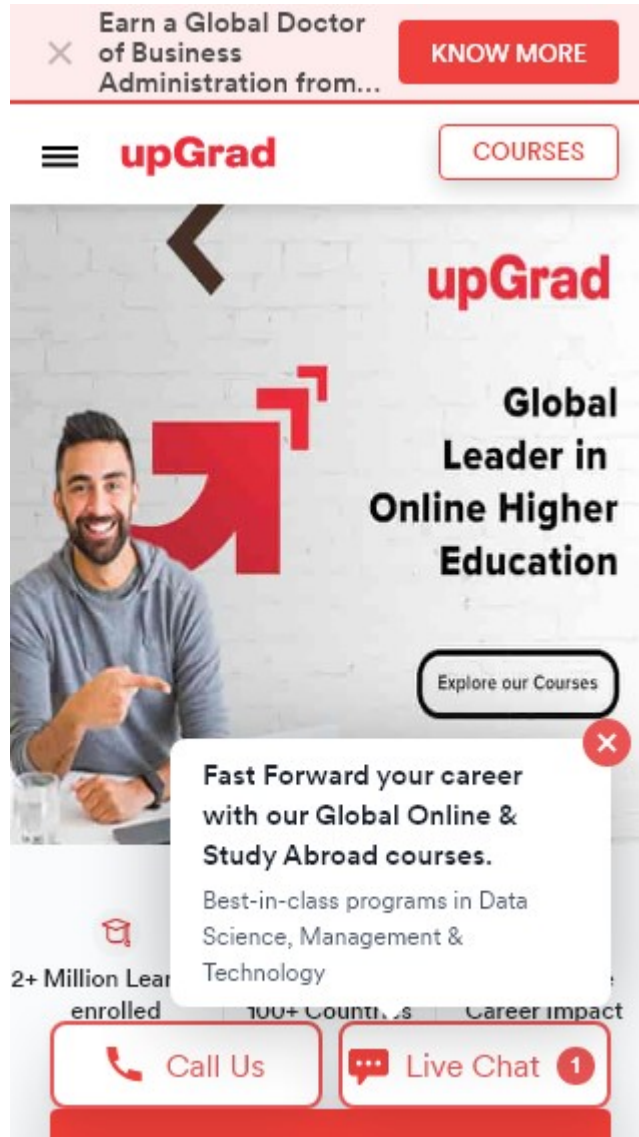 Earn a Global Doctor
of Business
Administration from...
KNOW MORE
upGrad
COURSES
upGrad
Global
Leader in
Online Higher
Education
Explore our Courses
Fast Forward your career
with our Global Online &
Study Abroad courses.
Best-in-class programs in Data
Science, Management &
Technology
2+ Million
enrolled
100+ Countries
Career Impact
Call Us
Live Chat 1